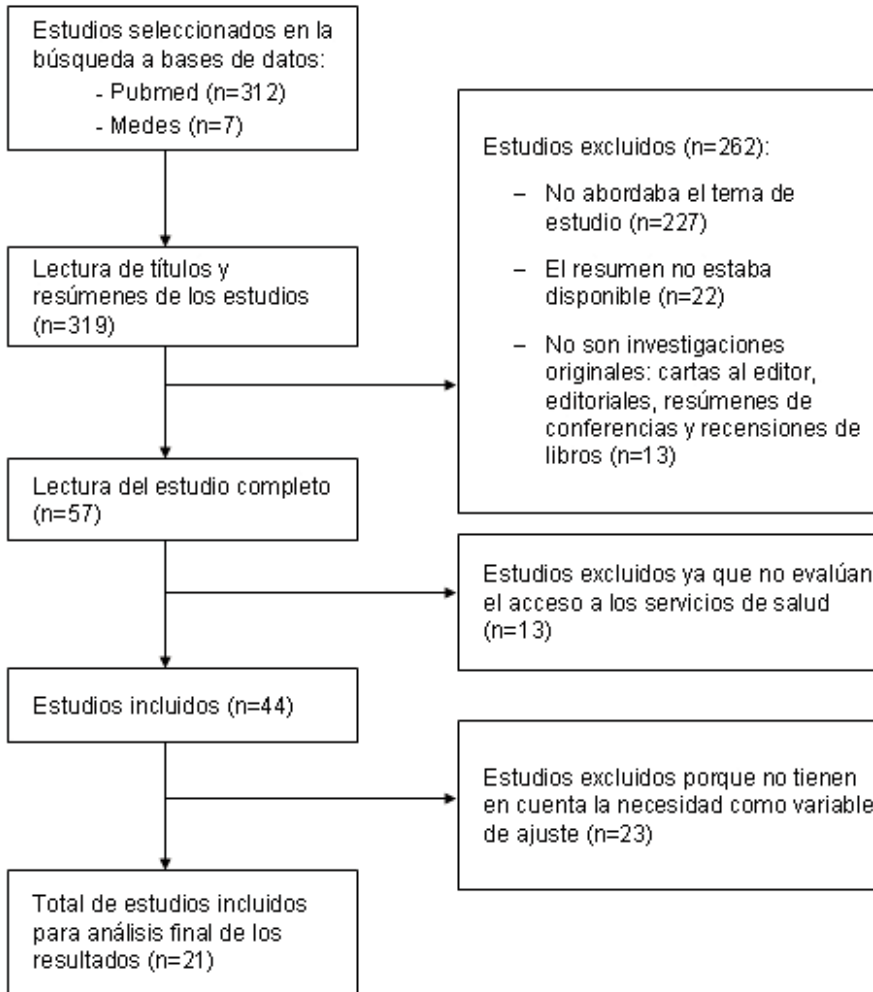 Estudios seleccionados en la
búsqueda a bases de datos:
- Pubmed (n=312)
- Medes (n=7)
Lectura de títulos y
resúmenes de los estudios
(n=319)
Estudios excluidos (n=262):
– No abordaba el tema de
estudio (n=227)
– El resumen no estaba
disponible (n=22)
– No son investigaciones
originales: cartas al editor,
editoriales, resúmenes de
conferencias y recensiones de
libros (n=13)
Lectura del estudio completo
(n=57)
Estudios excluidos ya que no evalúan
el acceso a los servicios de salud
(n=13)
Estudios incluidos (n=44)
Estudios excluidos porque no tienen
en cuenta la necesidad como variable
de ajuste (n=23)
Total de estudios incluidos
para análisis final de los
resultados (n=21)